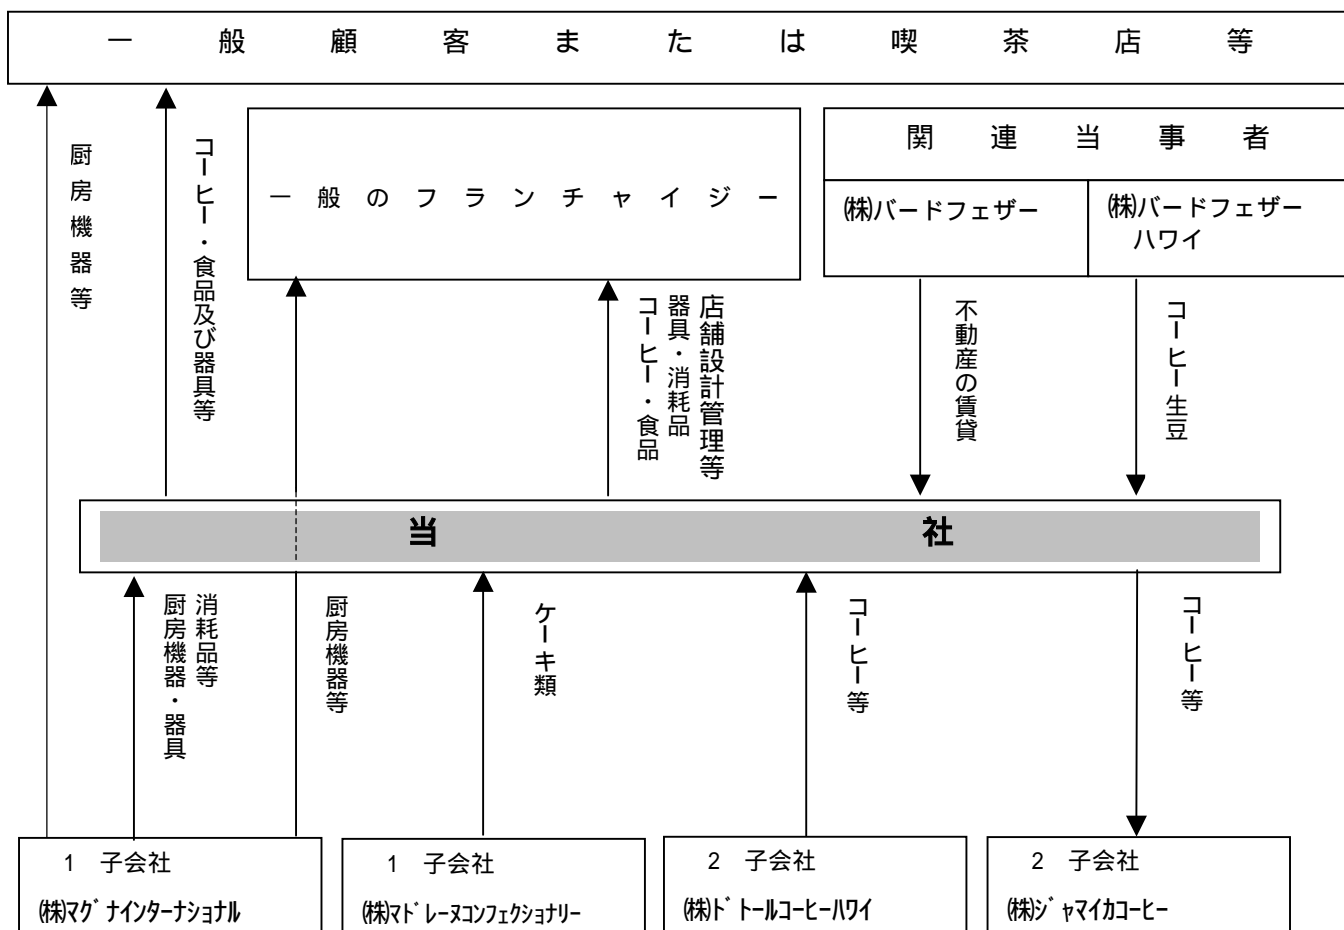 一般顧客または喫茶店等
厨房機器等
コーヒー・食品及び器具等
一般のフランチャイジー
関連当事者
㈱バードフェザー
㈱バードフェザー
ハワイ
店舗設計管理等
器具・消耗品
コーヒー・食品
不動産の賃貸
コーヒー生豆
当社
消耗品等
厨房機器・器具
厨房機器等
ケーキ類
コーヒー等
コーヒー等
1 子会社
㈱マグナインターナショナル
1 子会社
㈱マドレーヌコンフェクショナリー
2 子会社
㈱ドトールコーヒーハワイ
2 子会社
㈱ジャマイカコーヒー